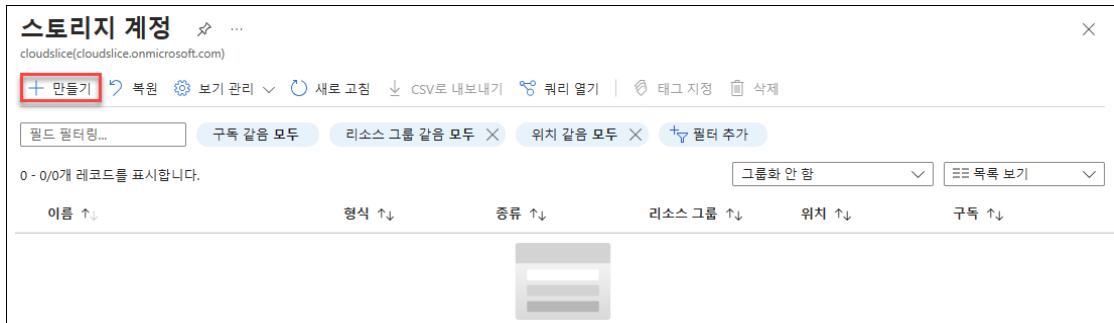 스토리지 계정
cloudslice(cloudslice.onmicrosoft.com)
만들기 복원 보기 관리 새로 고침 CSV로 내보내기 쿼리 열기 태그 지정 삭제
필드 필터링... 구독 같음 모두 리소스 그룹 같음 모두 위치 같음 모두 필터 추가
0 - 0/0개 레코드를 표시합니다. 그룹화 안 함 목록 보기
이름 형식 종류 리소스 그룹 위치 구독